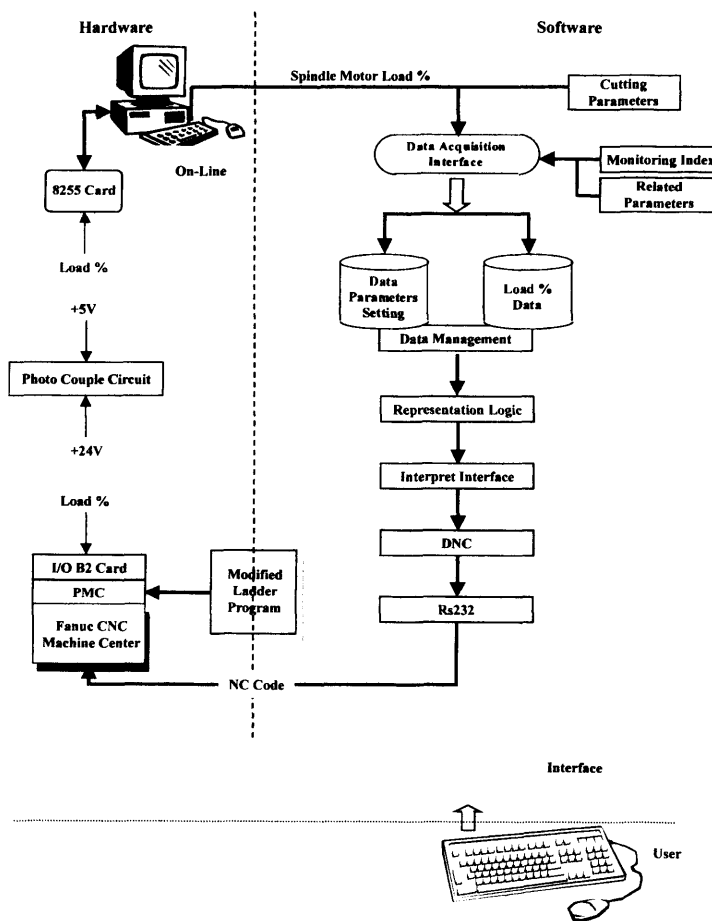 Hardware
Software
Spindle Motor Load %
Cutting
Parameters
On-Line
Data Acquisition
Interface
Monitoring Index
Related
Parameters
8255 Card
Load %
+5V
Photo Couple Circuit
+24V
Load %
Data
Parameters
Setting
Load %
Data
Data Management
Representation Logic
Interpret Interface
DNC
Rs232
I/O B2 Card
PMC
Fanuc CNC
Machine Center
Modified
Ladder
Program
NC Code
Interface
User